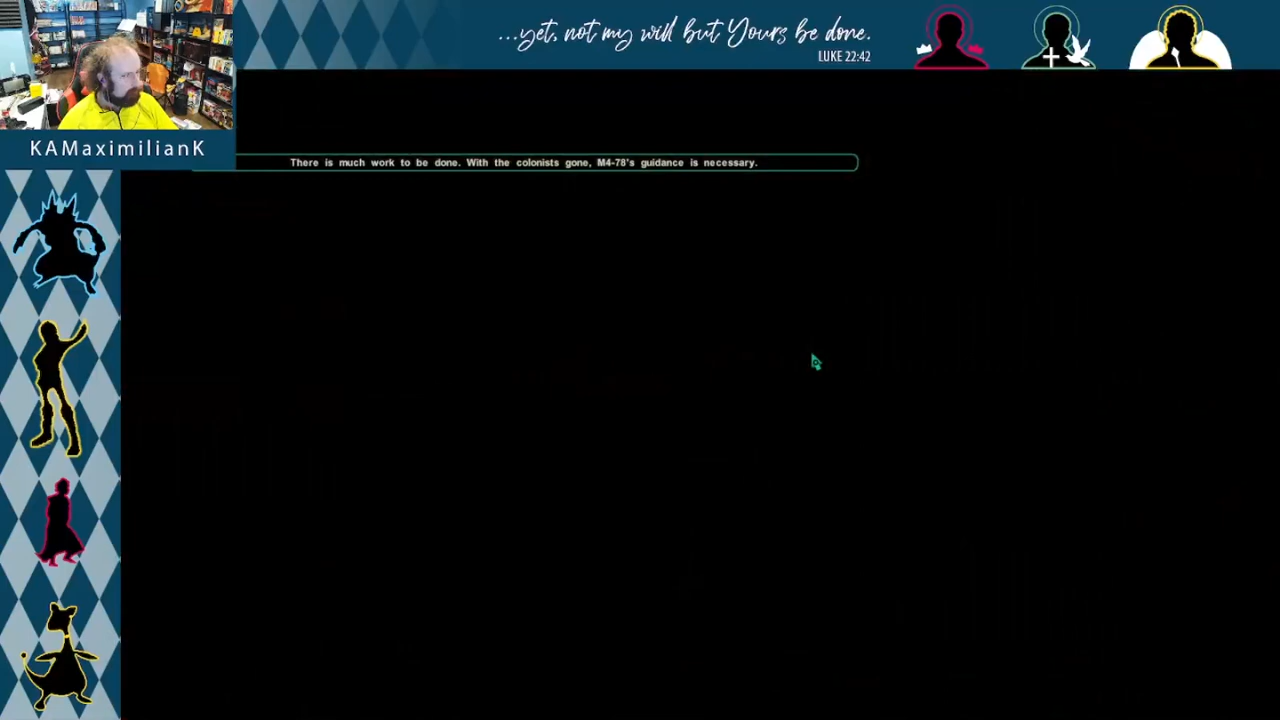 ...yet, not my will but Yours be done.
LUKE 22:42
KAMaximilianK
There is much work to be done. With the colonists gone, M4-78's guidance is necessary.